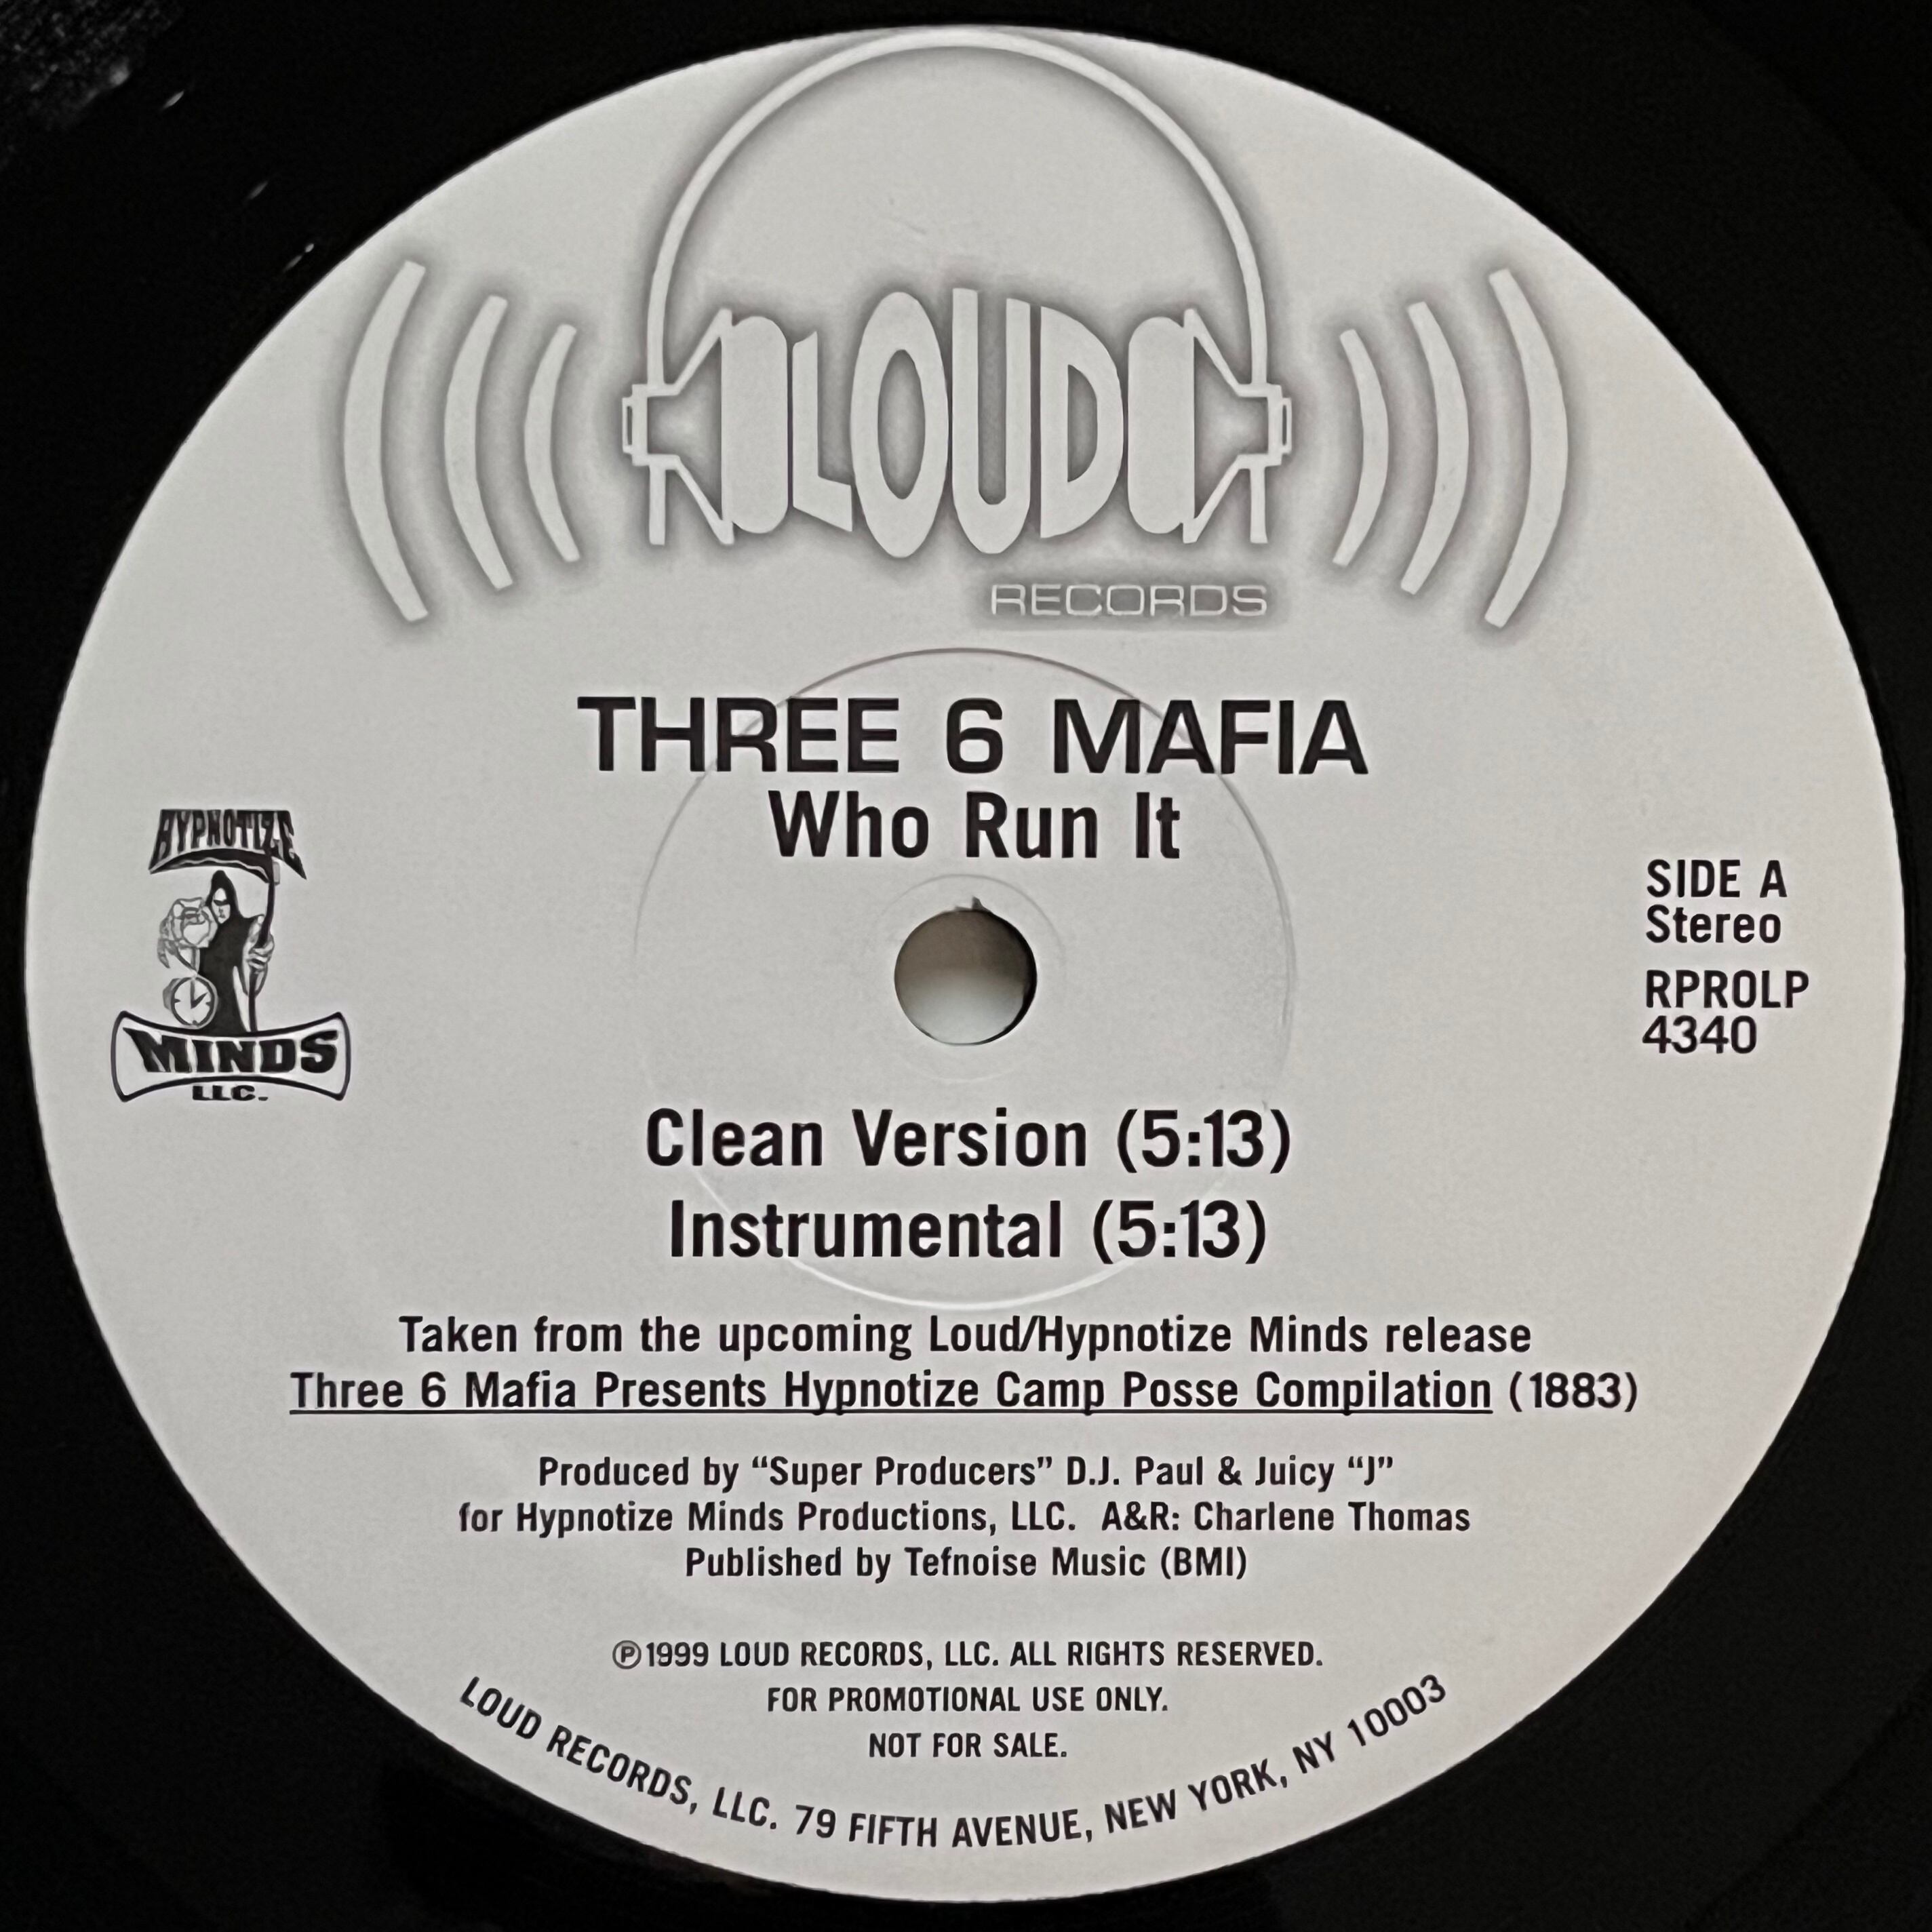 LOUD
RECORDS
THREE 6 MAFIA
Who Run It
HYPNOTIZE
MINDS
LLC.
SIDE A
Stereo
RPROLP
4340
Clean Version (5:13)
Instrumental (5:13)
Taken from the upcoming Loud/Hypnotize Minds release
Three 6 Mafia Presents Hypnotize Camp Posse Compilation (1883)
Produced by “Super Producers” D.J. Paul & Juicy “J”
for Hypnotize Minds Productions, LLC. A&R: Charlene Thomas
Published by Tefnoise Music (BMI)
℗1999 LOUD RECORDS, LLC. ALL RIGHTS RESERVED.
FOR PROMOTIONAL USE ONLY.
NOT FOR SALE.
LOUD RECORDS, LLC. 79 FIFTH AVENUE, NEW YORK, NY 10003